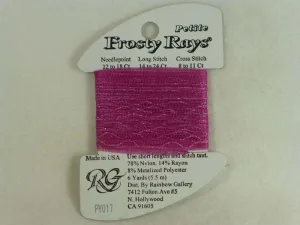 Petite
Frosty Rays®
Needlepoint Long Stitch Cross Stitch
12 to 18 Ct 14 to 24 Ct 8 to 11 Ct
Made in USA
Use short lengths and stitch taut.
78% Nylon, 14% Rayon
8% Metalized Polyester
6 Yards (5.5 m)
Dist. By Rainbow Gallery
7412 Fulton Ave #5
N. Hollywood
CA 91605
RG
PY017